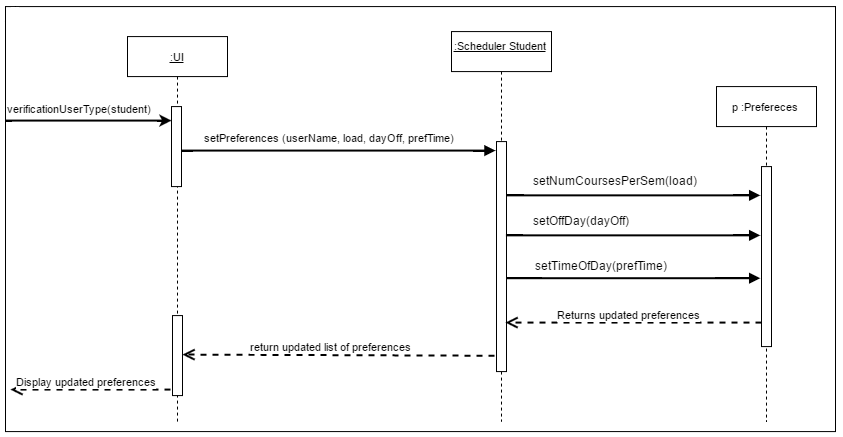 :UI
:Scheduler Student
p :Prefereces
verificationUserType(student)
setPreferences (userName, load, dayOff, prefTime)
setNumCoursesPerSem(load)
setOffDay(dayOff)
setTimeOfDay(prefTime)
Returns updated preferences
return updated list of preferences
Display updated preferences